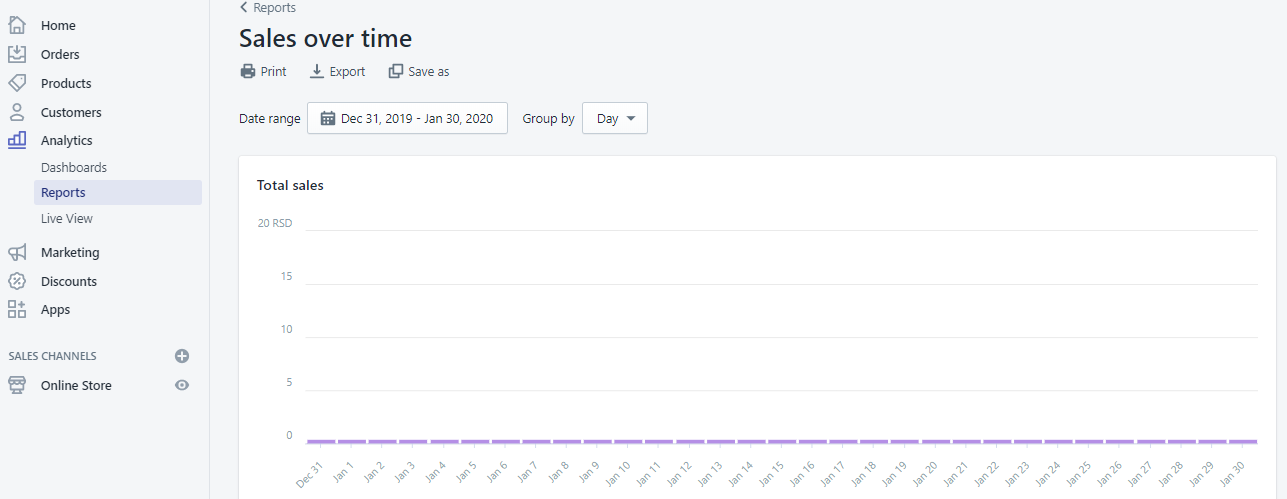 Home
Orders
Products
Customers
Analytics
Dashboards
Reports
Live View
Marketing
Discounts
Apps
SALES CHANNELS
Online Store
Reports
Sales over time
Print Export Save as
Date range Dec 31, 2019 - Jan 30, 2020 Group by Day
Total sales
20 RSD
15
10
5
0
Dec 31 Jan 1 Jan 2 Jan 3 Jan 4 Jan 5 Jan 6 Jan 7 Jan 8 Jan 9 Jan 10 Jan 11 Jan 12 Jan 13 Jan 14 Jan 15 Jan 16 Jan 17 Jan 18 Jan 19 Jan 20 Jan 21 Jan 22 Jan 23 Jan 24 Jan 25 Jan 26 Jan 27 Jan 28 Jan 29 Jan 30